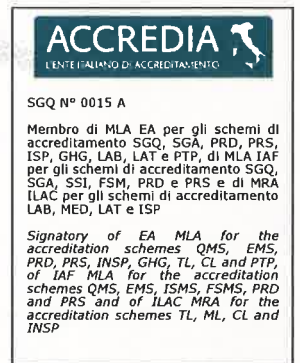 ACCREDIA
L'ENTE ITALIANO DI ACCREDITAMENTO
SGQ N° 0015 A
Membro di MLA EA per gli schemi di
accreditamento SGQ, SGA, PRD, PRS,
ISP, GHG, LAB, LAT e PTP, di MLA IAF
per gli schemi di accreditamento SGQ,
SGA, SSI, FSM, PRD e PRS e di MRA
ILAC per gli schemi di accreditamento
LAB, MED, LAT e ISP
Signatory of EA MLA for the
accreditation schemes QMS, EMS,
PRD, PRS, INSP, GHG, TL, CL and PTP,
of IAF MLA for the accreditation
schemes QMS, EMS, ISMS, FSMS, PRD
and PRS and of ILAC MRA for the
accreditation schemes TL, ML, CL and
INSP